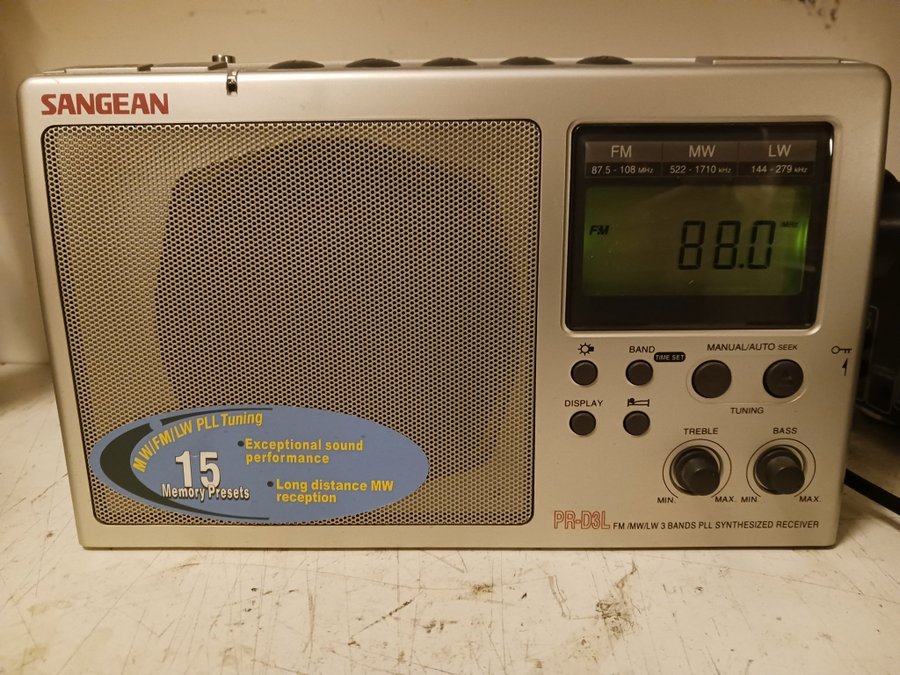 SANGEAN
FM MW LW
87.5 - 108 MHz 522 - 1710 kHz 144 - 279 kHz
FM 88.0 MHz
BAND MANUAL/AUTO SEEK
TIME SET
DISPLAY TUNING
TREBLE BASS
MIN. MAX. MIN. MAX.
MW/FM/LW PLL Tuning
15
Memory Presets
•Exceptional sound
performance
•Long distance MW
reception
PR-D3L FM /MW/LW 3 BANDS PLL SYNTHESIZED RECEIVER